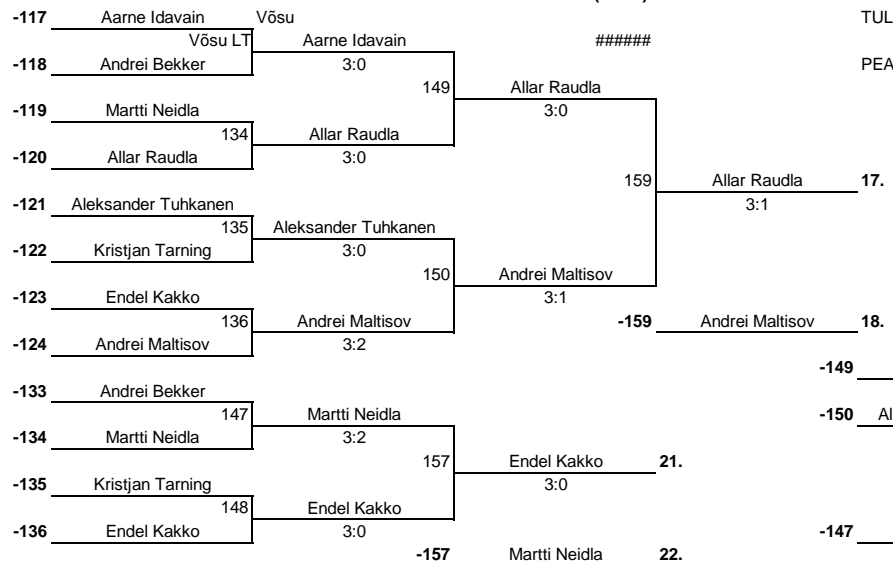 -117 Aarne Idavain Võsu TUL
Võsu LT Aarne Idavain ######
-118 Andrei Bekker 3:0 PEA
149 Allar Raudla
-119 Martti Neidla 3:0
134 Allar Raudla
-120 Allar Raudla 3:0
159 Allar Raudla 17.
-121 Aleksander Tuhkanen 3:1
135 Aleksander Tuhkanen
-122 Kristjan Tarning 3:0
150 Andrei Maltisov
-123 Endel Kakko 3:1
136 Andrei Maltisov -159 Andrei Maltisov 18.
-124 Andrei Maltisov 3:2
-149
-133 Andrei Bekker
147 Martti Neidla -150 Al
-134 Martti Neidla 3:2
157 Endel Kakko 21.
-135 Kristjan Tarning 3:0
148 Endel Kakko
-136 Endel Kakko 3:0 -147
-157 Martti Neidla 22.